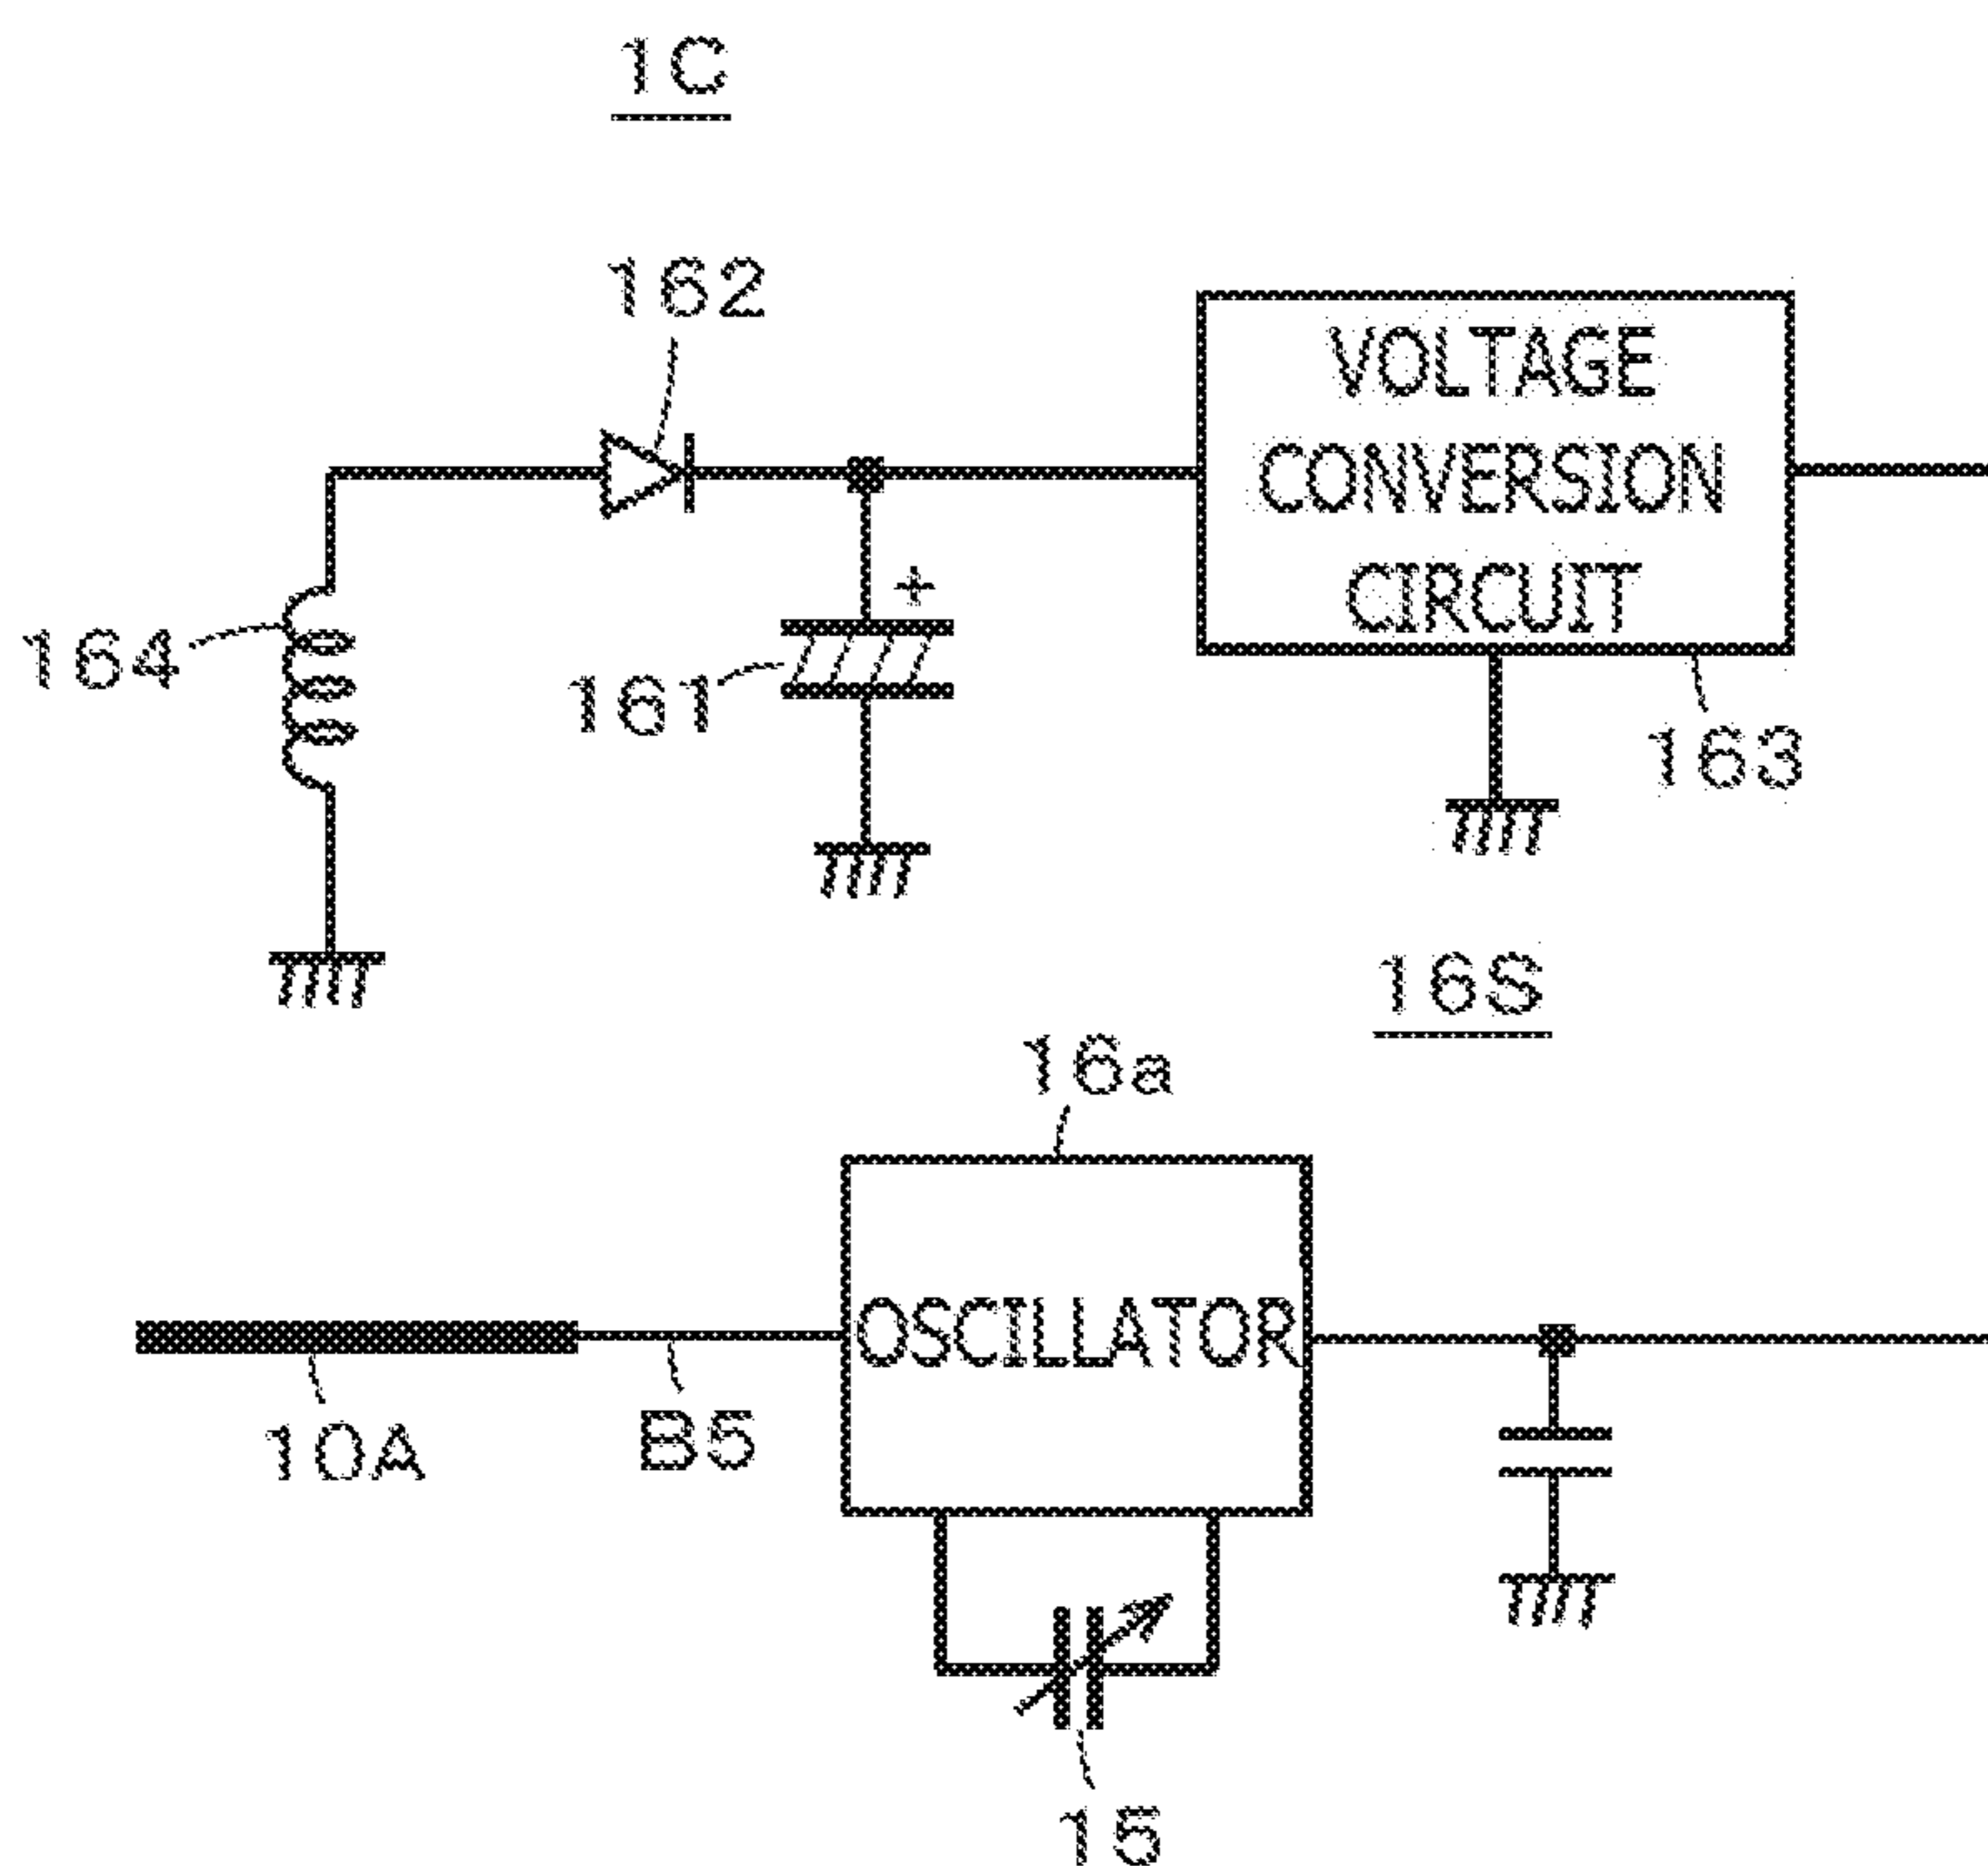 1C
162
VOLTAGE
CONVERSION
CIRCUIT
164
+
161
163
16S
16a
OSCILLATOR
10A
B5
15